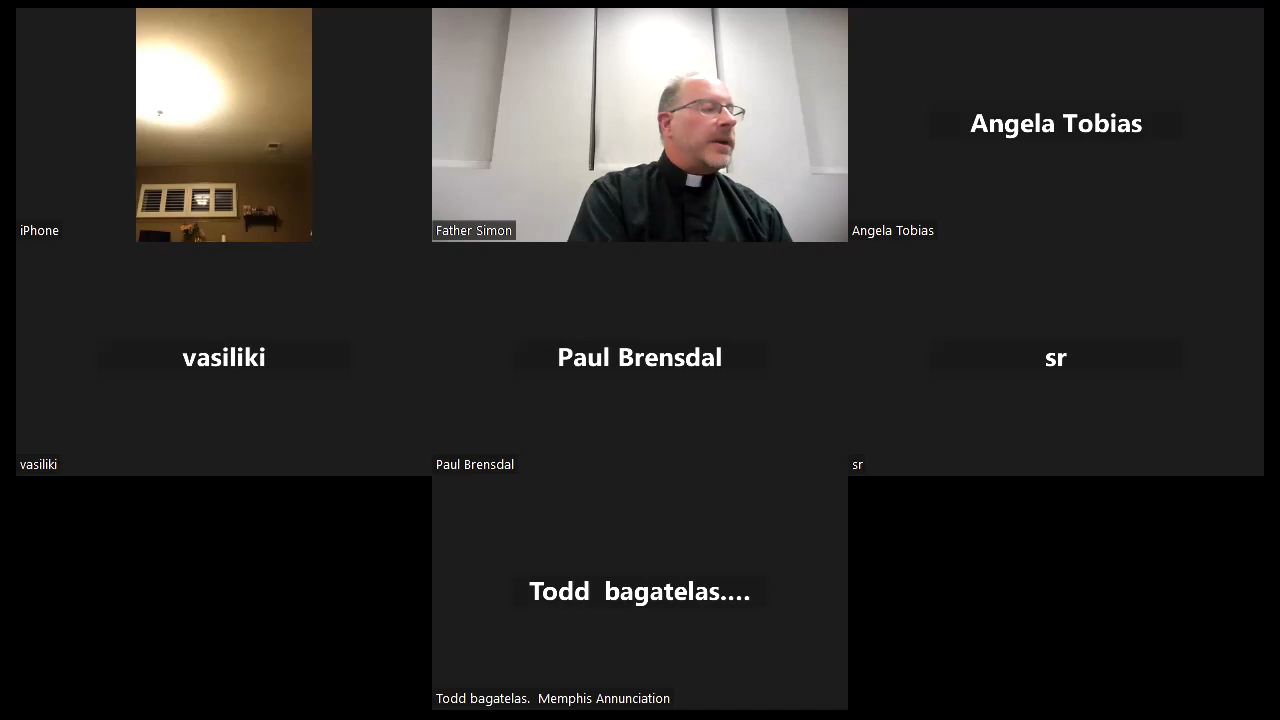 iPhone
Father Simon
Angela Tobias
Angela Tobias
vasiliki
vasiliki
Paul Brensdal
Paul Brensdal
sr
sr
Todd  bagatelas....
Todd bagatelas.  Memphis Annunciation